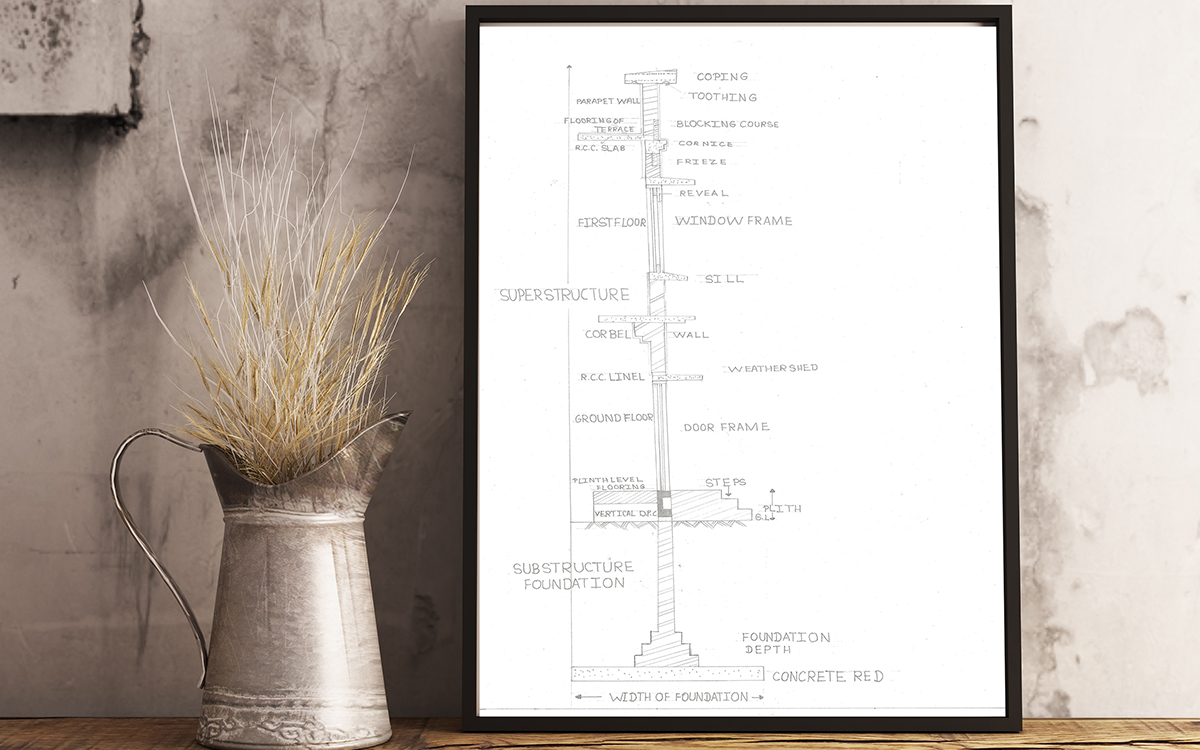 COPING
PARAPET WALL
TOOTHING
FLOORING OF
TERRACE
BLOCKING COURSE
R.C.C. SLAB
CORNICE
FRIEZE
REVEAL
FIRST FLOOR
WINDOW FRAME
SILL
SUPERSTRUCTURE
CORBEL
WALL
WEATHERSHED
R.C.C. LINEL
GROUND FLOOR
DOOR FRAME
PLINTH LEVEL
FLOORING
STEPS
VERTICAL D.P.C
PLITH
G.L
SUBSTRUCTURE
FOUNDATION
FOUNDATION
DEPTH
CONCRETE RED
WIDTH OF FOUNDATION